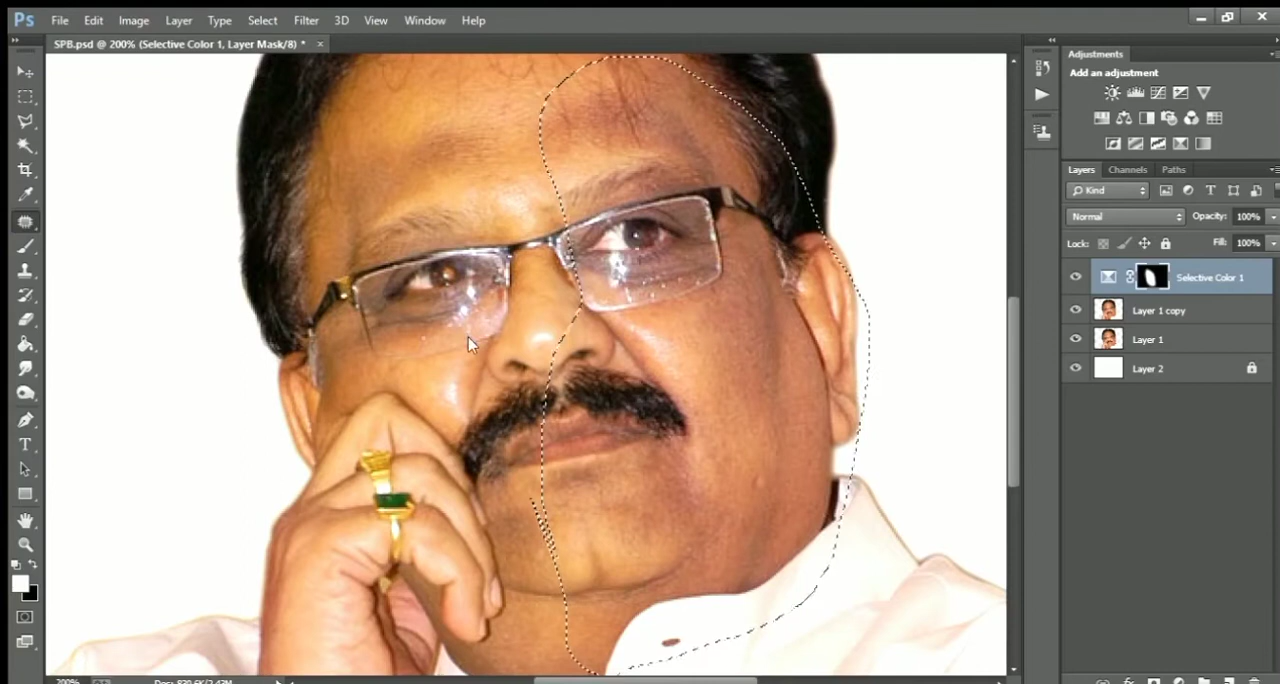 Ps File Edit Image Layer Type Select Filter 3D View Window Help
SPB.psd @ 200% (Selective Color 1, Layer Mask/8) * ×
Adjustments
Add an adjustment
Layers Channels Paths
Kind
Normal Opacity: 100%
Lock: Fill: 100%
Selective Color 1
Layer 1 copy
Layer 1
Layer 2
T
200%